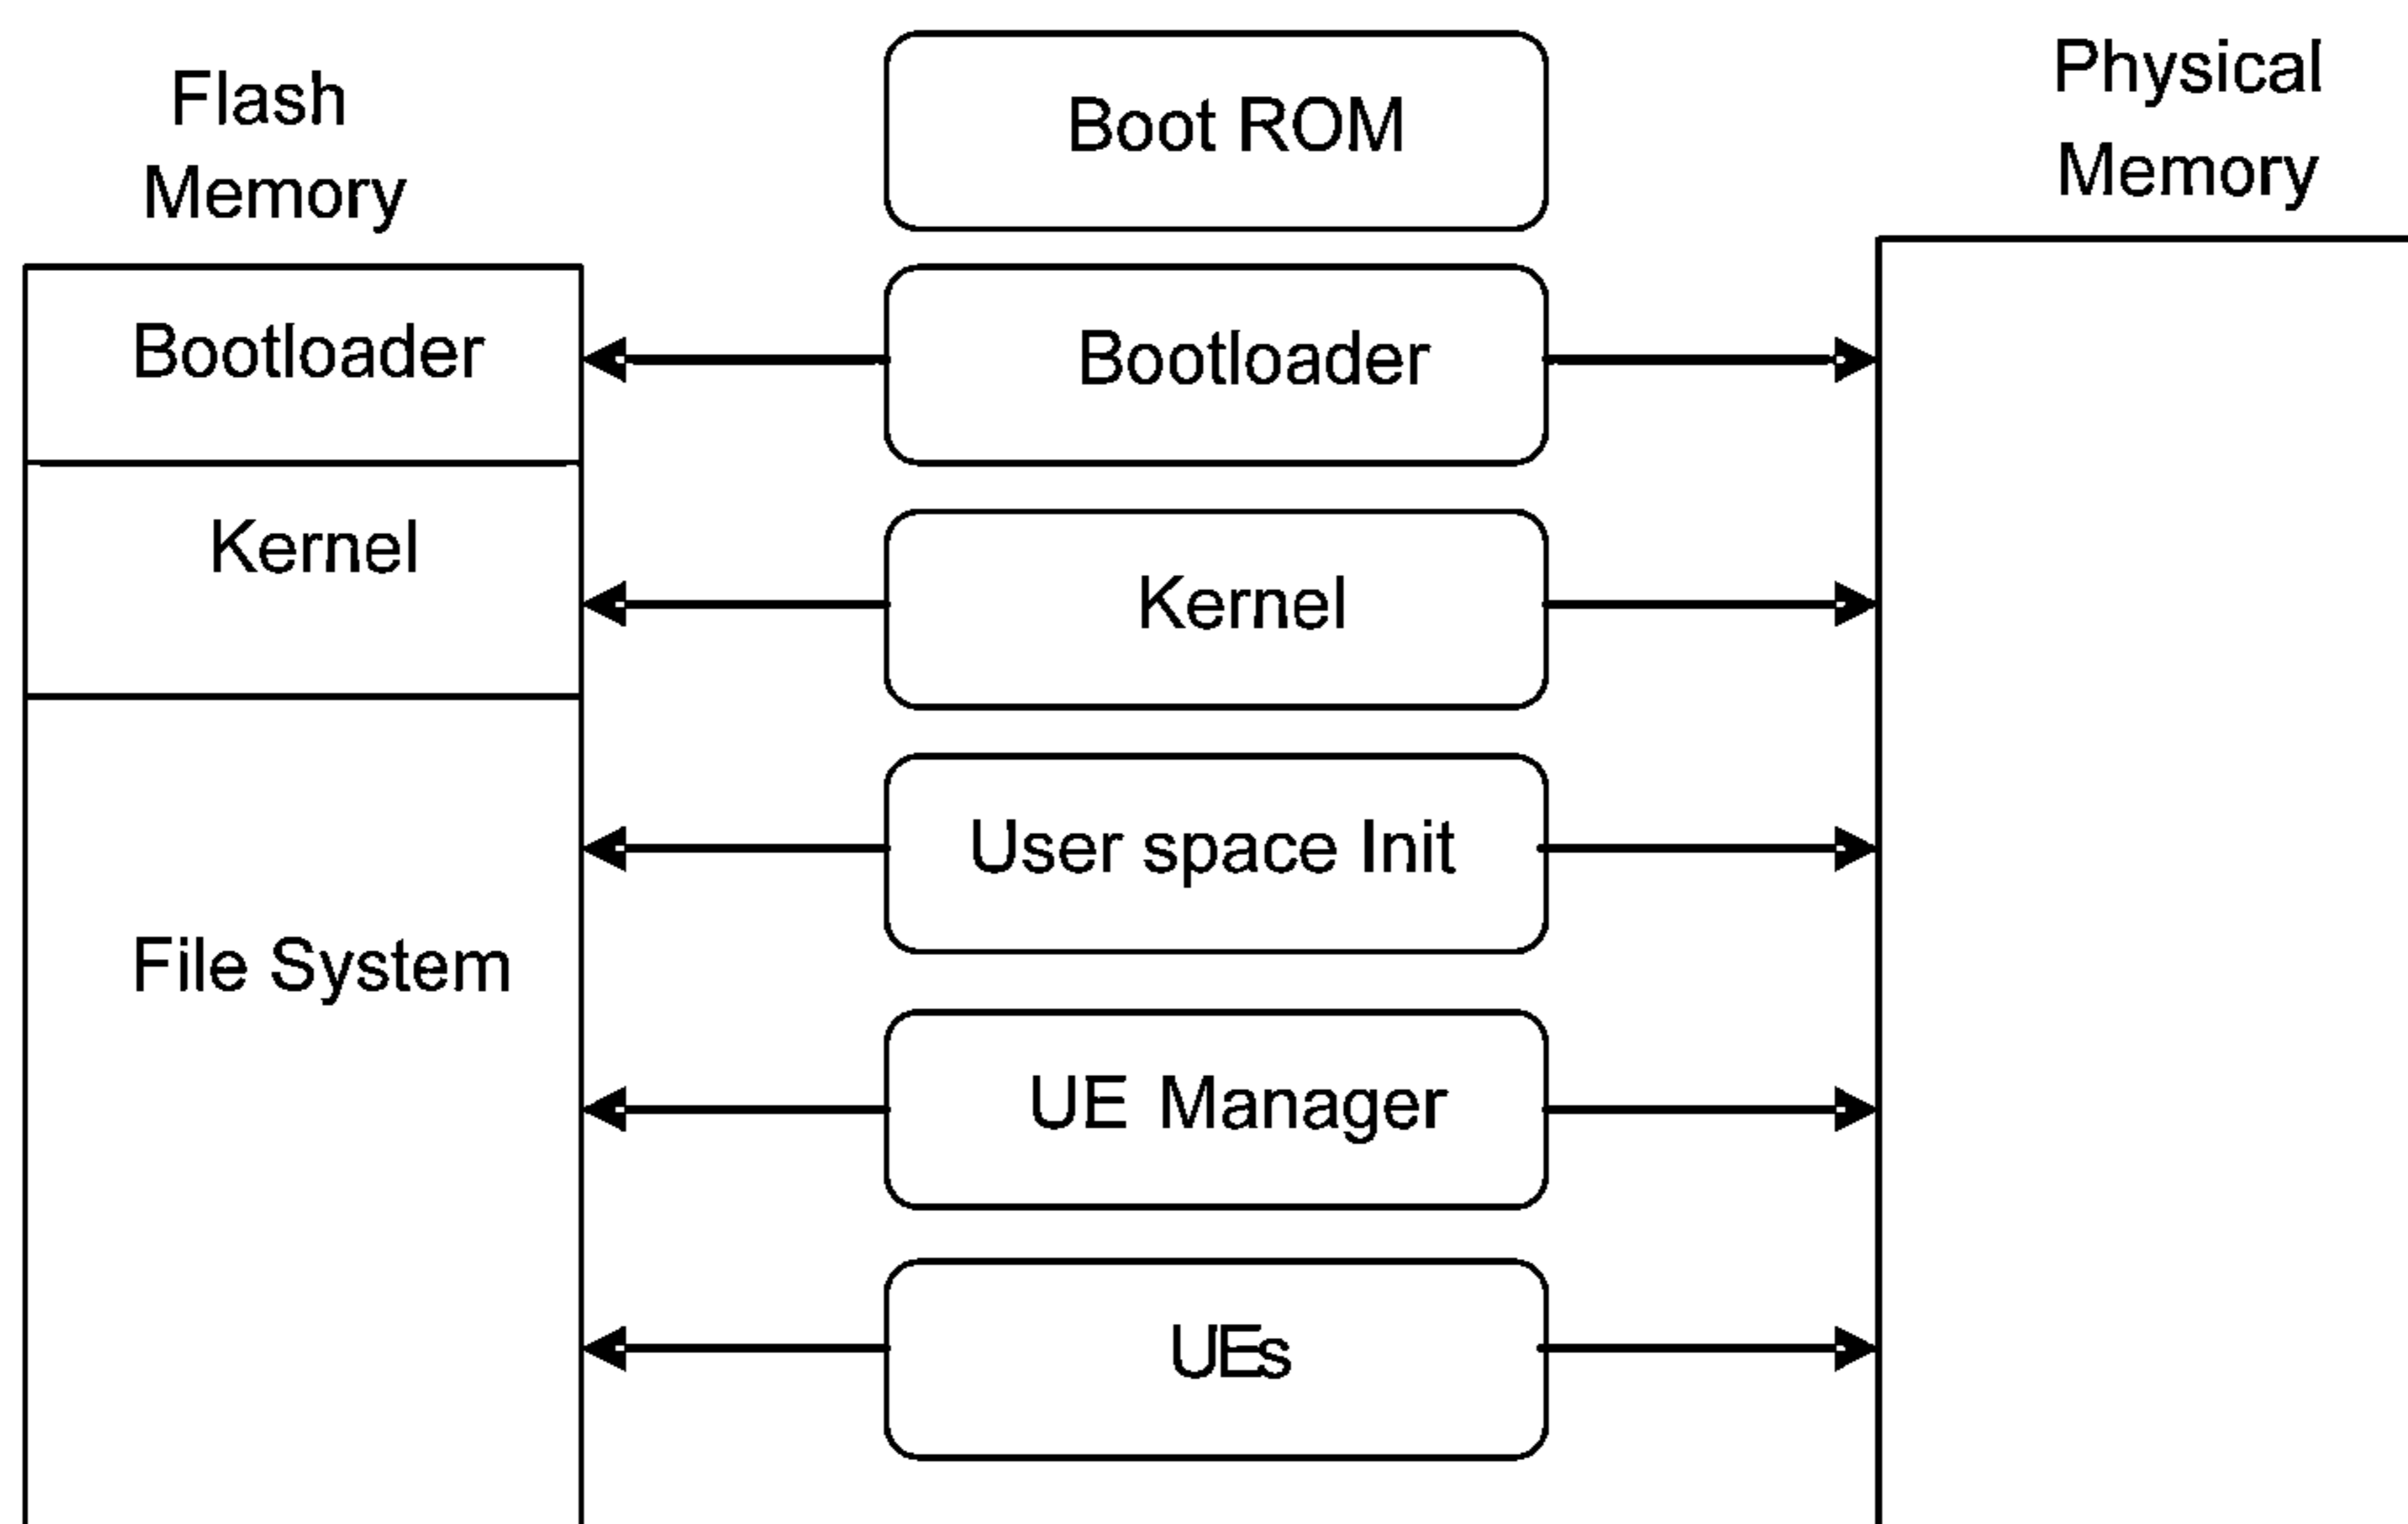 Flash
Memory
Bootloader
Kernel
File System
Boot ROM
Bootloader
Kernel
User space Init
UE Manager
UEs
Physical
Memory